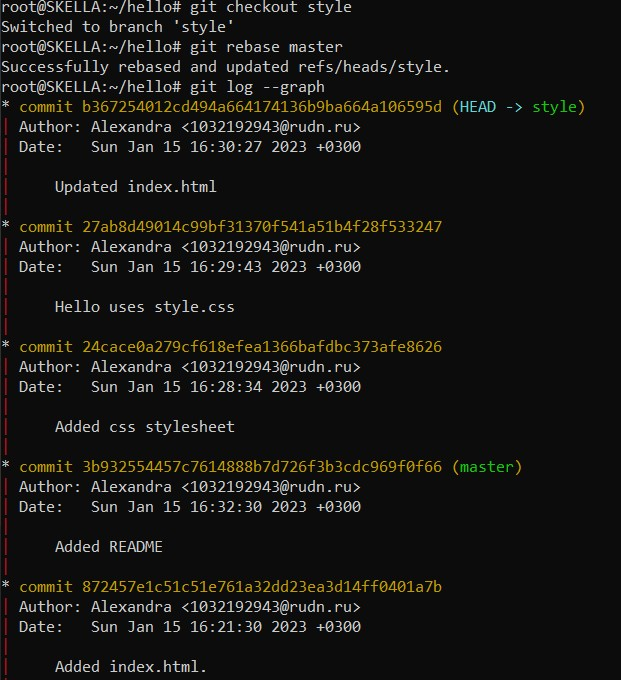 root@SKELLA:~/hello# git checkout style
Switched to branch 'style'
root@SKELLA:~/hello# git rebase master
Successfully rebased and updated refs/heads/style.
root@SKELLA:~/hello# git log --graph
* commit b367254012cd494a664174136b9ba664a106595d (HEAD -> style)
| Author: Alexandra <1032192943@rudn.ru>
| Date:   Sun Jan 15 16:30:27 2023 +0300
|
|     Updated index.html
|
* commit 27ab8d49014c99bf31370f541a51b4f28f533247
| Author: Alexandra <1032192943@rudn.ru>
| Date:   Sun Jan 15 16:29:43 2023 +0300
|
|     Hello uses style.css
|
* commit 24cace0a279cf618efea1366bafdbc373afe8626
| Author: Alexandra <1032192943@rudn.ru>
| Date:   Sun Jan 15 16:28:34 2023 +0300
|
|     Added css stylesheet
|
* commit 3b932554457c7614888b7d726f3b3cdc969f0f66 (master)
| Author: Alexandra <1032192943@rudn.ru>
| Date:   Sun Jan 15 16:32:30 2023 +0300
|
|     Added README
|
* commit 872457e1c51c51e761a32dd23ea3d14ff0401a7b
| Author: Alexandra <1032192943@rudn.ru>
| Date:   Sun Jan 15 16:21:30 2023 +0300
|
|     Added index.html.